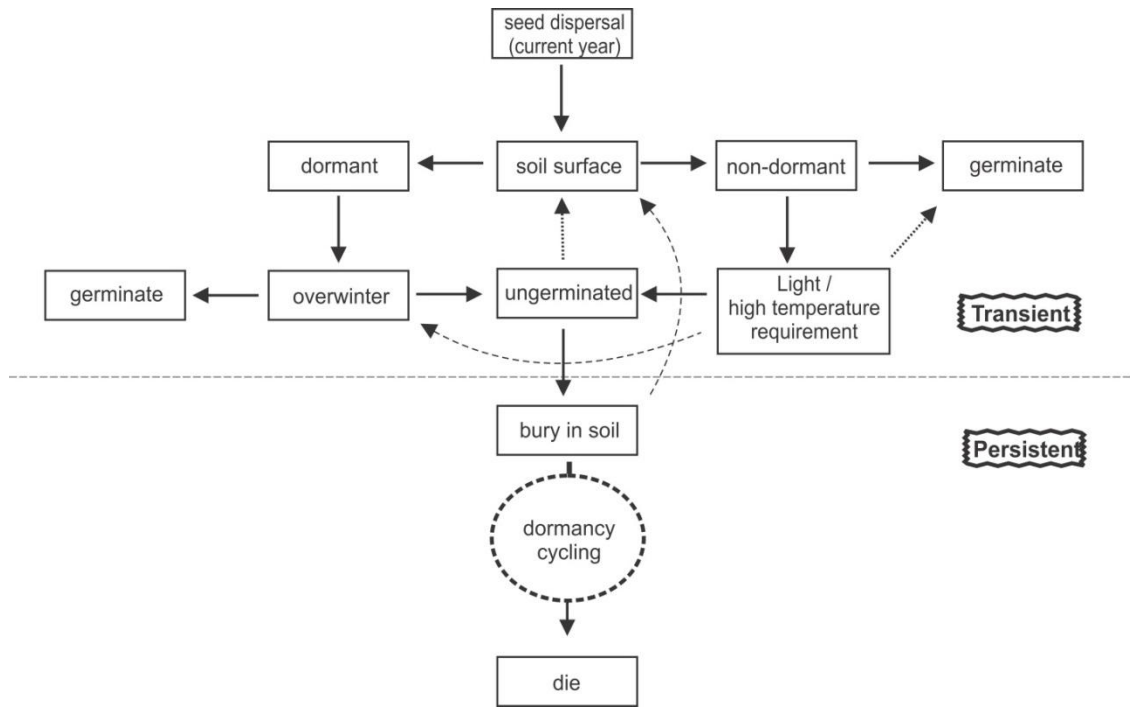 seed dispersal
(current year)
dormant
soil surface
non-dormant
germinate
germinate
overwinter
ungerminated
Light /
high temperature
requirement
Transient
bury in soil
Persistent
dormancy
cycling
die